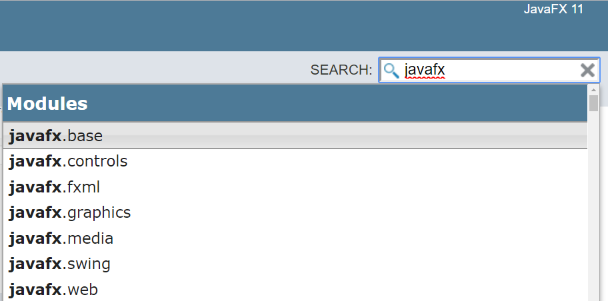 JavaFX 11
SEARCH: javafx
Modules
javafx.base
javafx.controls
javafx.fxml
javafx.graphics
javafx.media
javafx.swing
javafx.web